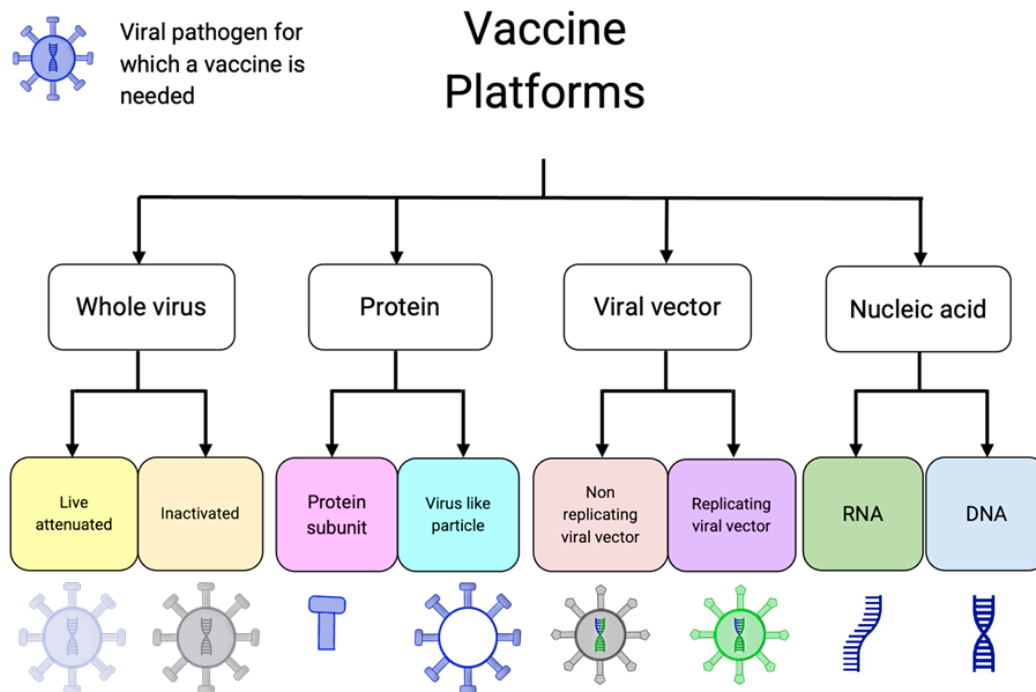 Viral pathogen for
which a vaccine is
needed
Vaccine
Platforms
Whole virus
Protein
Viral vector
Nucleic acid
Live
attenuated
Inactivated
Protein
subunit
Virus like
particle
Non
replicating
viral vector
Replicating
viral vector
RNA
DNA